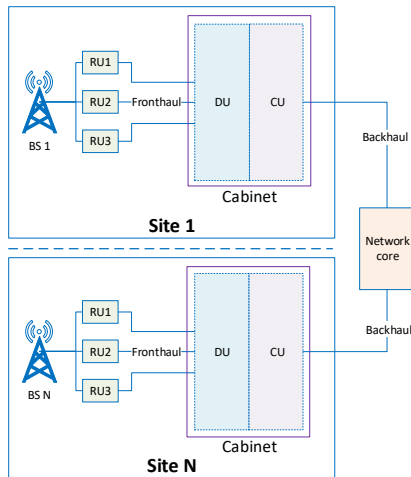 RU1
RU2
RU3
BS 1
Fronthaul
DU
CU
Cabinet
Site 1
Backhaul
Network
core
Backhaul
RU1
RU2
RU3
BS N
Fronthaul
DU
CU
Cabinet
Site N